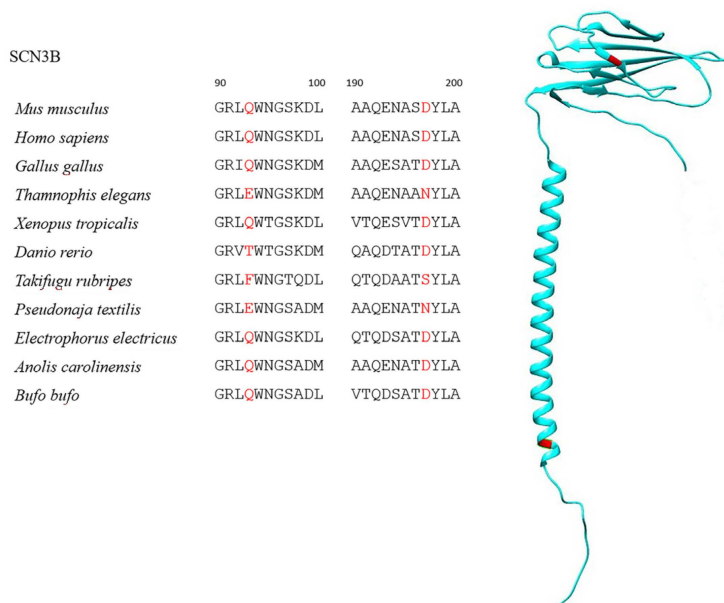 SCN3B
90 100 190 200
Mus musculus GRLQWNGSKDL AAQENASDYLA
Homo sapiens GRLQWNGSKDL AAQENASDYLA
Gallus gallus GRIQWNGSKDM AAQESATDYLA
Thamnophis elegans GRLEWNGSKDM AAQENAANYLA
Xenopus tropicalis GRLQWTGSKDL VTQESVTDYLA
Danio rerio GRVTWTGSKDM QAQDTATDYLA
Takifugu rubripes GRLFWNGTQDL QTQDAATSYLA
Pseudonaja textilis GRLEWNGSADM AAQENATNYLA
Electrophorus electricus GRLQWNGSKDL QTQDSATDYLA
Anolis carolinensis GRLQWNGSADM AAQENATDYLA
Bufo bufo GRLQWNGSADL VTQDSATDYLA